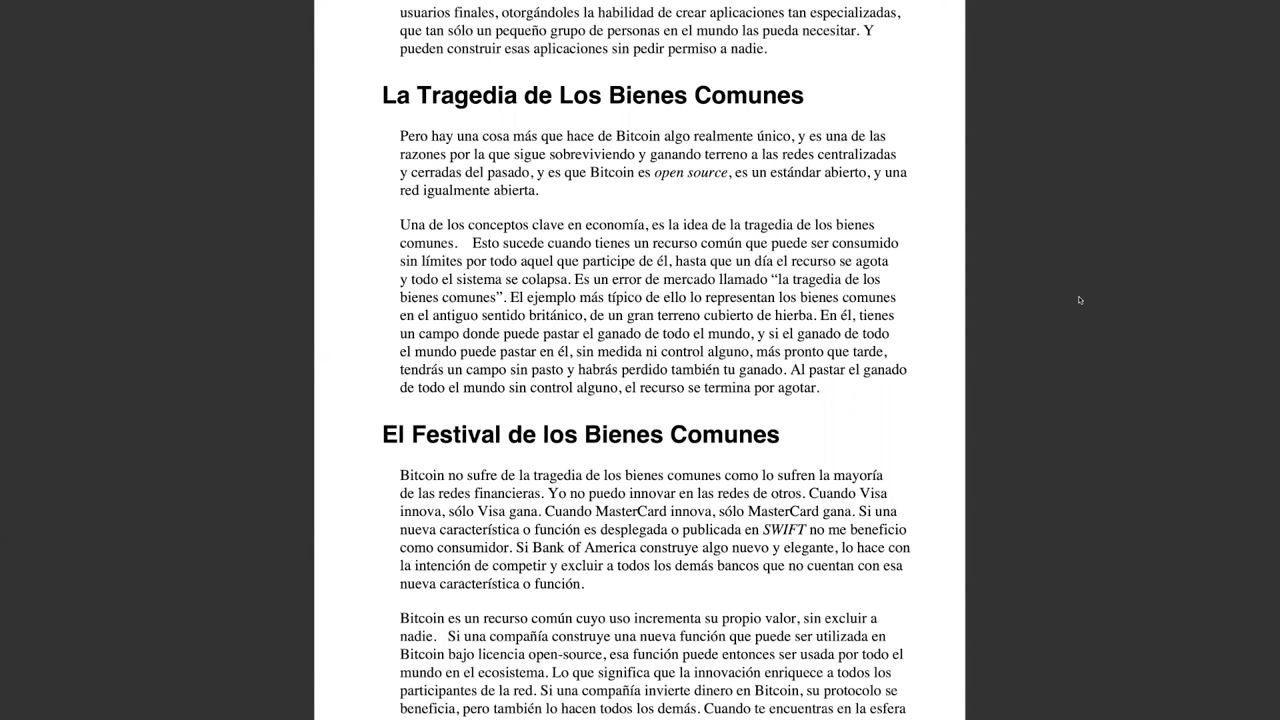 usuarios finales, otorgándoles la habilidad de crear aplicaciones tan especializadas,
que tan sólo un pequeño grupo de personas en el mundo las pueda necesitar. Y
pueden construir esas aplicaciones sin pedir permiso a nadie.
La Tragedia de Los Bienes Comunes
Pero hay una cosa más que hace de Bitcoin algo realmente único, y es una de las
razones por la que sigue sobreviviendo y ganando terreno a las redes centralizadas
y cerradas del pasado, y es que Bitcoin es open source, es un estándar abierto, y una
red igualmente abierta.
Una de los conceptos clave en economía, es la idea de la tragedia de los bienes
comunes. Esto sucede cuando tienes un recurso común que puede ser consumido
sin límites por todo aquel que participe de él, hasta que un día el recurso se agota
y todo el sistema se colapsa. Es un error de mercado llamado “la tragedia de los
bienes comunes”. El ejemplo más típico de ello lo representan los bienes comunes
en el antiguo sentido británico, de un gran terreno cubierto de hierba. En él, tienes
un campo donde puede pastar el ganado de todo el mundo, y si el ganado de todo
el mundo puede pastar en él, sin medida ni control alguno, más pronto que tarde,
tendrás un campo sin pasto y habrás perdido también tu ganado. Al pastar el ganado
de todo el mundo sin control alguno, el recurso se termina por agotar.
El Festival de los Bienes Comunes
Bitcoin no sufre de la tragedia de los bienes comunes como lo sufren la mayoría
de las redes financieras. Yo no puedo innovar en las redes de otros. Cuando Visa
innova, sólo Visa gana. Cuando MasterCard innova, sólo MasterCard gana. Si una
nueva característica o función es desplegada o publicada en SWIFT no me beneficio
como consumidor. Si Bank of America construye algo nuevo y elegante, lo hace con
la intención de competir y excluir a todos los demás bancos que no cuentan con esa
nueva característica o función.
Bitcoin es un recurso común cuyo uso incrementa su propio valor, sin excluir a
nadie. Si una compañía construye una nueva función que puede ser utilizada en
Bitcoin bajo licencia open-source, esa función puede entonces ser usada por todo el
mundo en el ecosistema. Lo que significa que la innovación enriquece a todos los
participantes de la red. Si una compañía invierte dinero en Bitcoin, su protocolo se
beneficia, pero también lo hacen todos los demás. Cuando te encuentras en la esfera